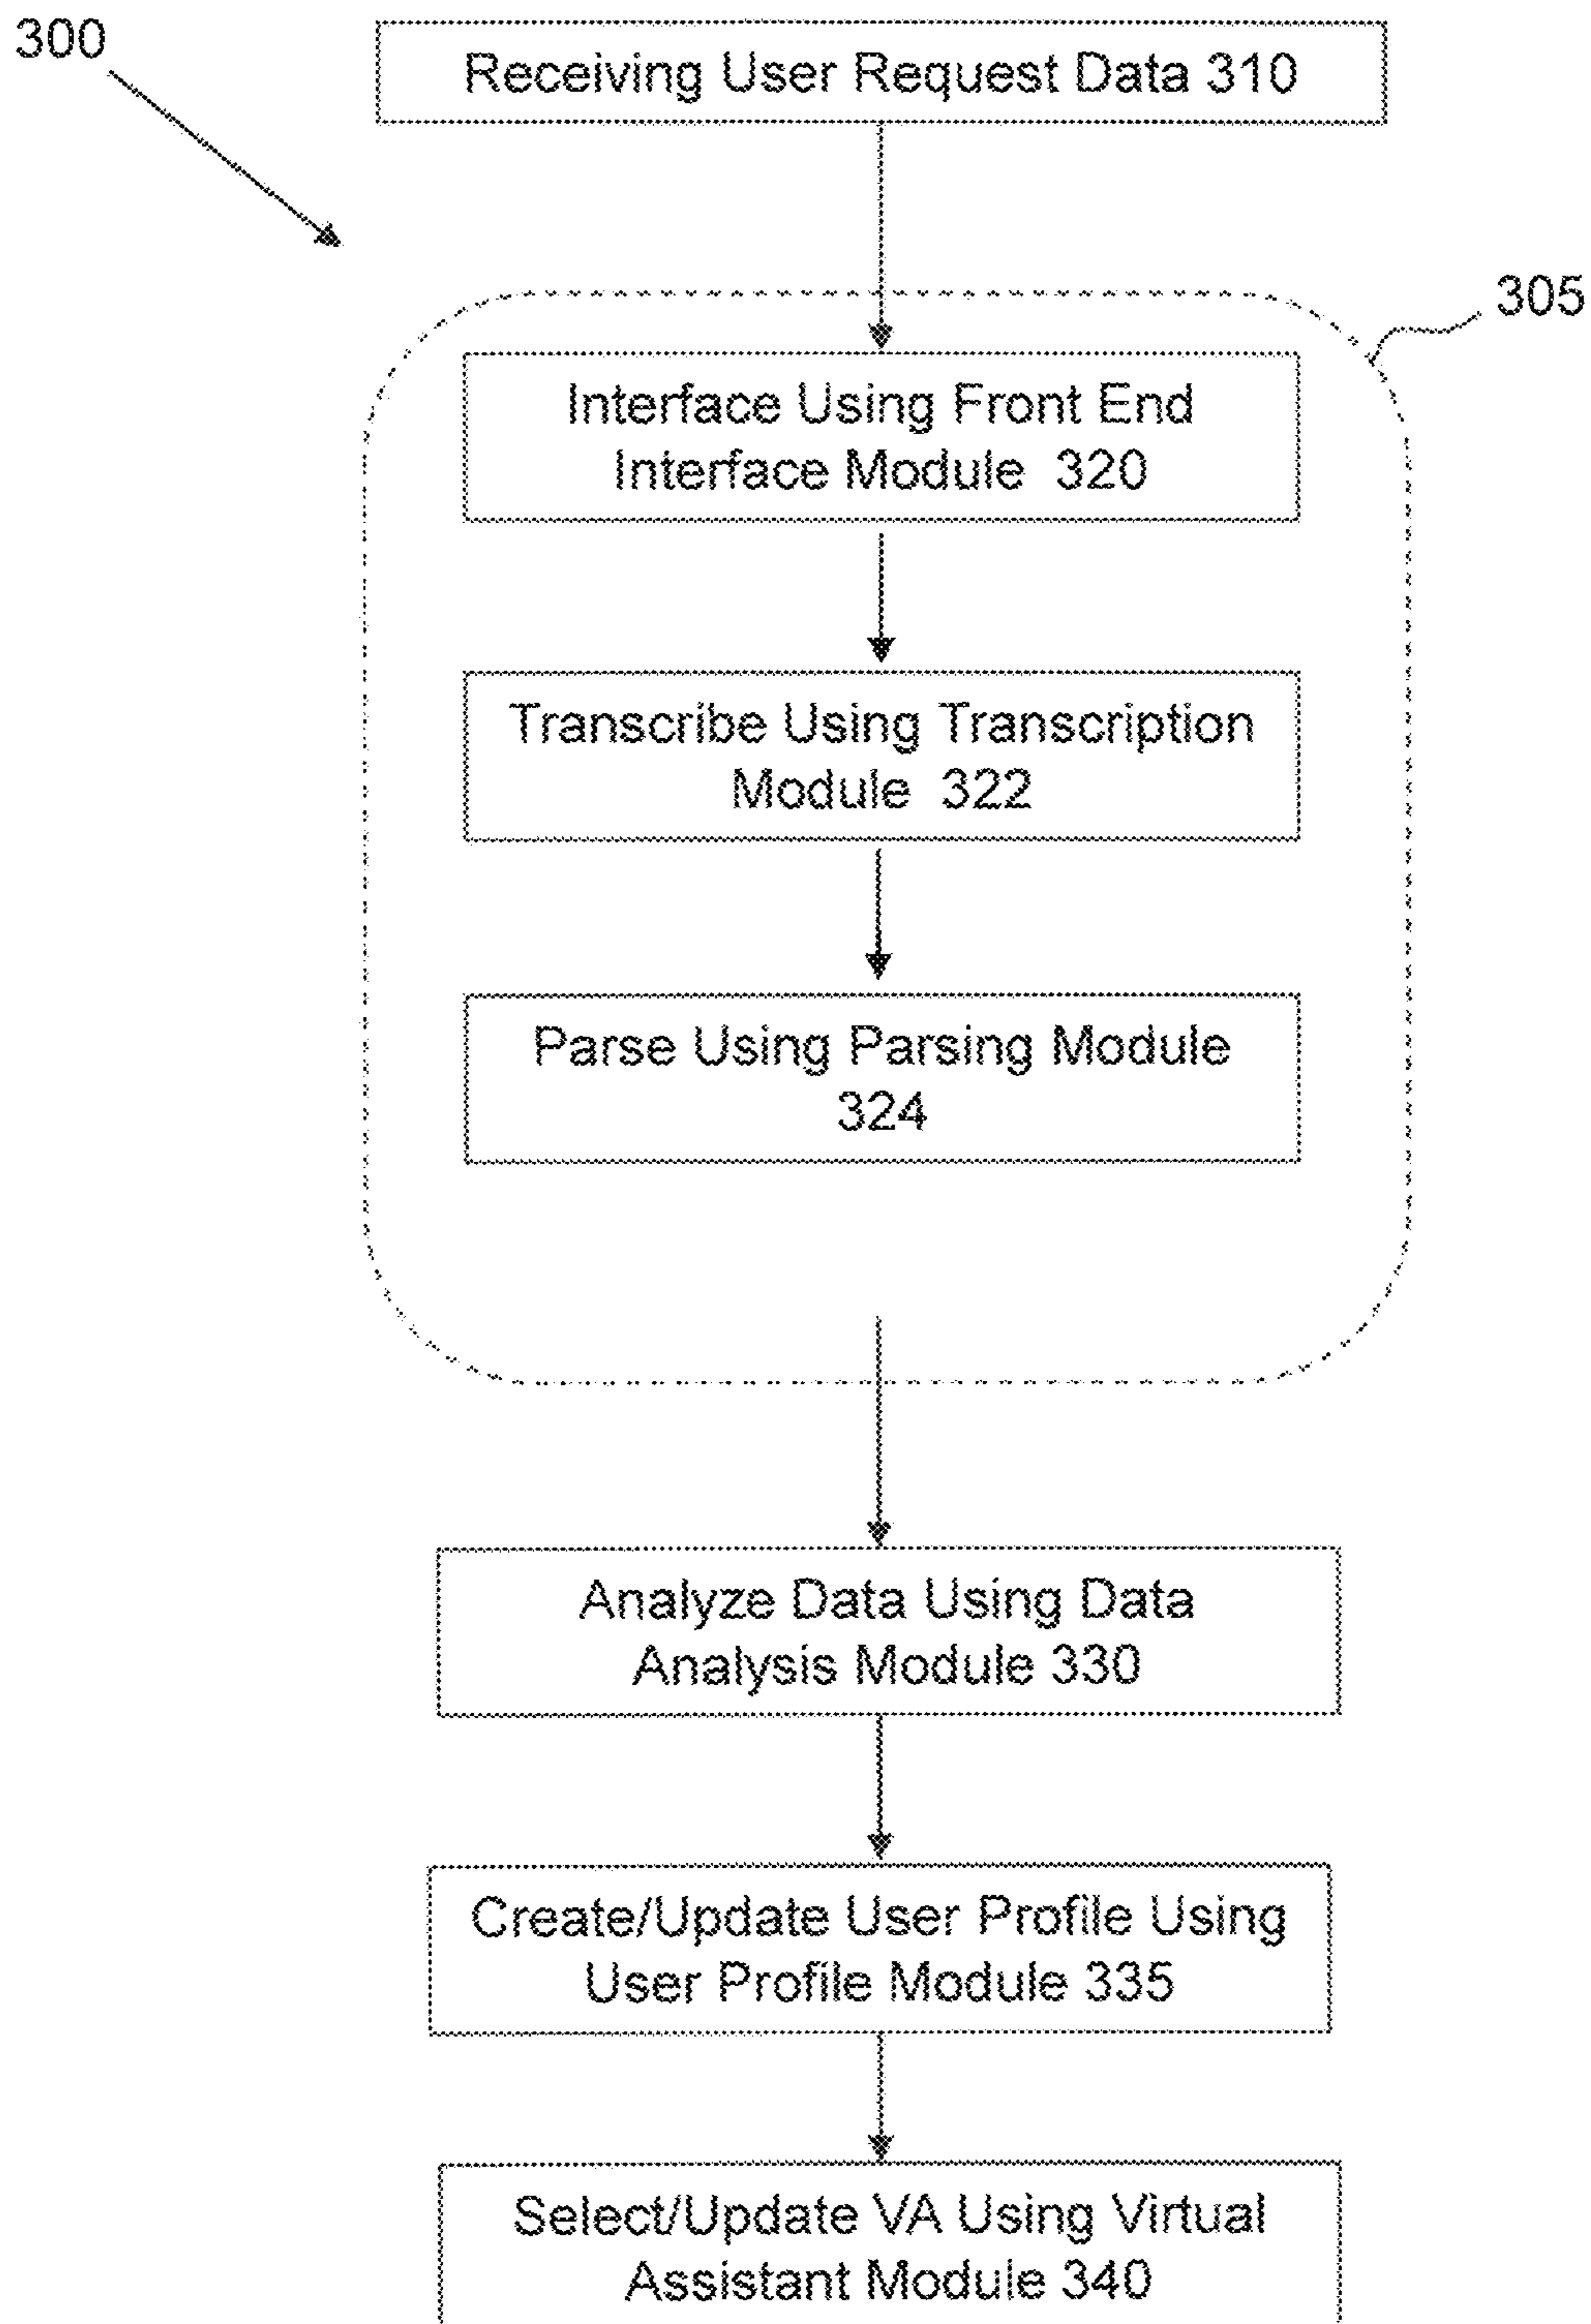 300
Receiving User Request Data 310
305
Interface Using Front End
Interface Module 320
Transcribe Using Transcription
Module 322
Parse Using Parsing Module
324
Analyze Data Using Data
Analysis Module 330
Create/Update User Profile Using
User Profile Module 335
Select/Update VA Using Virtual
Assistant Module 340